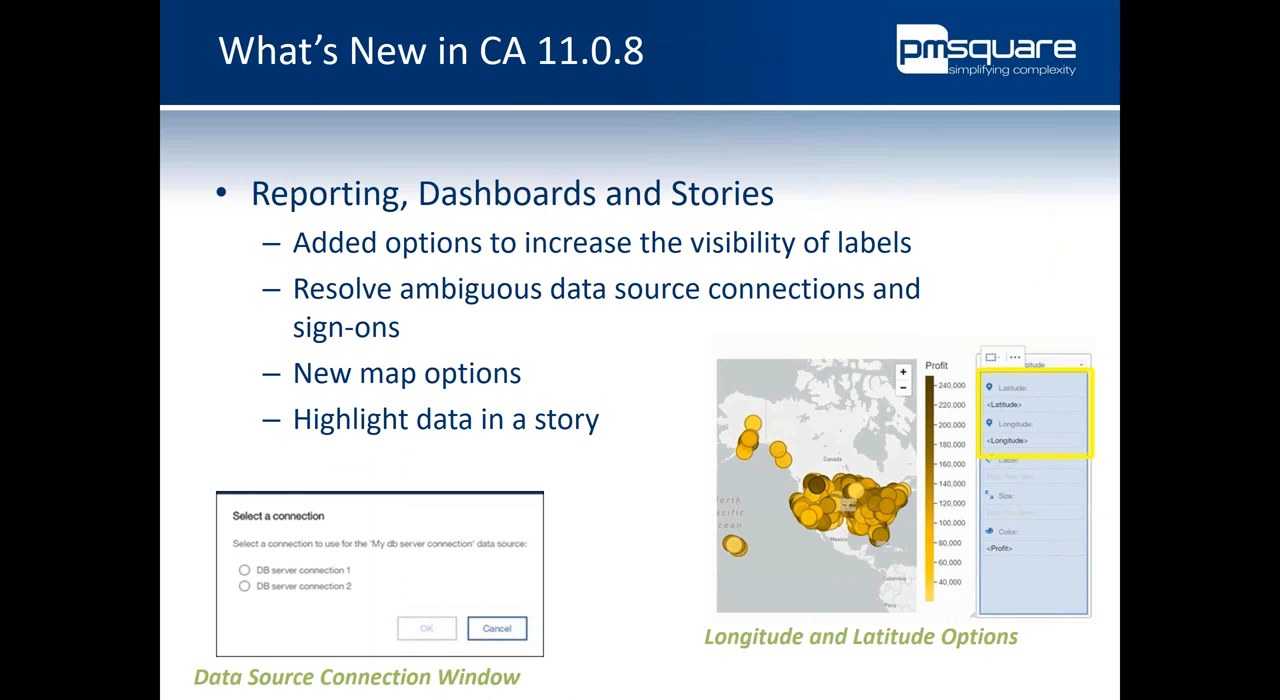 What's New in CA 11.0.8
pmsquare
simplifying complexity
• Reporting, Dashboards and Stories
– Added options to increase the visibility of labels
– Resolve ambiguous data source connections and
sign-ons
– New map options
– Highlight data in a story
Select a connection
Select a connection to use for the 'My db server connection' data source:
DB server connection 1
DB server connection 2
OK
Cancel
Data Source Connection Window
+
−
Canada
Mexico
Colombia
Peru
Profit
240,000
220,000
200,000
180,000
160,000
140,000
120,000
100,000
80,000
60,000
40,000
Latitude:
<Latitude>
Longitude:
<Longitude>
Label:
Size:
Color:
<Profit>
Longitude and Latitude Options